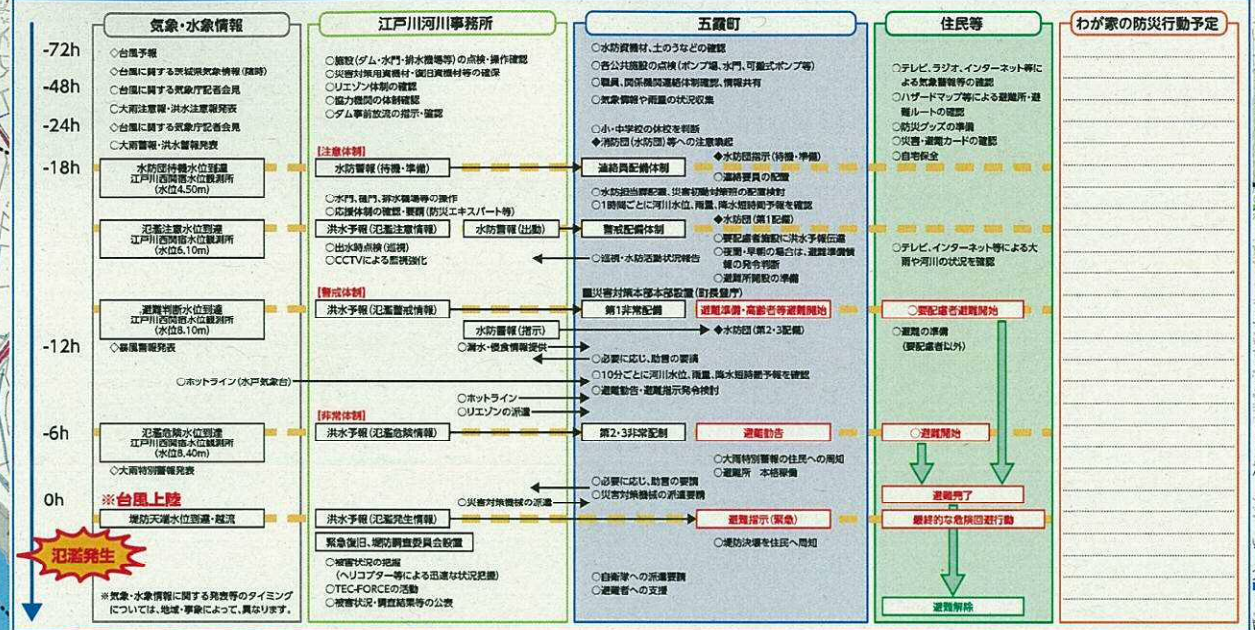 気象・水象情報
江戸川河川事務所
五霞町
住民等
わが家の防災行動予定
-72h
-48h
-24h
-18h
-12h
-6h
0h
氾濫発生
◇台風予報
◇台風に関する茨城県気象情報(随時)
◇台風に関する気象庁記者会見
◇大雨注意報・洪水注意報発表
◇台風に関する気象庁記者会見
◇大雨警報・洪水警報発表
水防団待機水位到達
江戸川西関宿水位観測所
(水位4.50m)
氾濫注意水位到達
江戸川西関宿水位観測所
(水位6.10m)
避難判断水位到達
江戸川西関宿水位観測所
(水位8.10m)
◇暴風警報発表
○ホットライン(水戸気象台)
氾濫危険水位到達
江戸川西関宿水位観測所
(水位8.40m)
◇大雨特別警報発表
※台風上陸
堤防天端水位到達・越流
※気象・水象情報に関する発表等のタイミング
については、地域・事象によって、異なります。
○施設(ダム・水門・排水機場等)の点検・操作確認
○災害対策用資機材・復旧資機材等の確保
○リエゾン体制の確認
○協力機関の体制確認
○ダム事前放流の指示・確認
[注意体制]
水防警報(待機・準備)
○水門、樋門、排水機場等の操作
○応援体制の確認・要請(防災エキスパート等)
洪水予報(氾濫注意情報)
水防警報(出動)
○出水時点検(巡視)
○CCTVによる監視強化
[警戒体制]
洪水予報(氾濫警戒情報)
水防警報(指示)
○漏水・侵食情報提供
○ホットライン
○リエゾンの派遣
[非常体制]
洪水予報(氾濫危険情報)
○災害対策機械の派遣
洪水予報(氾濫発生情報)
緊急復旧、堤防調査委員会設置
○被害状況の把握
(ヘリコプター等による迅速な状況把握)
○TEC-FORCEの活動
○被害状況・調査結果等の公表
○水防資機材、土のうなどの確認
○各公共施設の点検(ポンプ場、水門、可搬式ポンプ等)
○職員、関係機関連絡体制確認、情報共有
○気象情報や雨量の状況収集
○小・中学校の休校を判断
◆消防団(水防団)等への注意喚起
連絡員配備体制
◆水防団指示(待機・準備)
○連絡要員の配置
○水防担当課配置、災害初動対策班の配置検討
○1時間ごとに河川水位、雨量、降水短時間予報を確認
◆水防団(第1配備)
警戒配備体制
○要配慮者施設に洪水予報伝達
○夜間・早朝の場合は、避難準備情
報の発令判断
○避難所開設の準備
○巡視・水防活動状況報告
■災害対策本部本部設置(町長登庁)
第1非常配備
避難準備・高齢者等避難開始
◆水防団(第2・3配備)
○必要に応じ、助言の要請
○10分ごとに河川水位、雨量、降水短時間予報を確認
○避難勧告・避難指示発令検討
第2・3非常配制
避難勧告
○大雨特別警報の住民への周知
○避難所 本格稼働
○必要に応じ、助言の要請
○災害対策機械の派遣要請
避難指示(緊急)
○堤防決壊を住民へ周知
○自衛隊への派遣要請
○避難者への支援
○テレビ、ラジオ、インターネット等に
よる気象警報等の確認
○ハザードマップ等による避難所・避
難ルートの確認
○防災グッズの準備
○災害・避難カードの確認
○自宅保全
○テレビ、インターネット等による大
雨や河川の状況を確認
○要配慮者避難開始
○避難の準備
(要配慮者以外)
○避難開始
避難完了
最終的な危険回避行動
避難解除